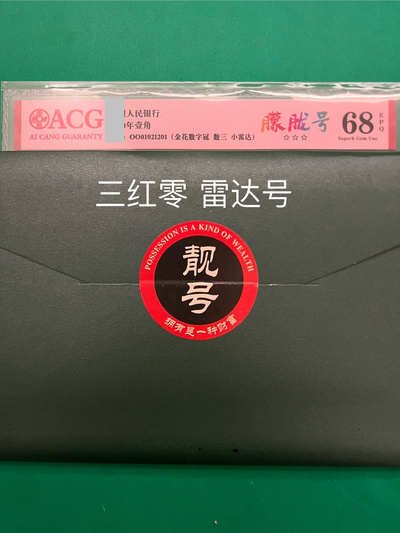 ACG
AI CANG GUARANTY
人民银行
年壹角
OO01021201（金花数字冠 数三 小雷达）
朦胧号
☆☆☆
68
EPQ
Superb Gem Unc
三红零 雷达号
POSSESSION IS A KIND OF WEALTH
靓号
拥有是一种财富